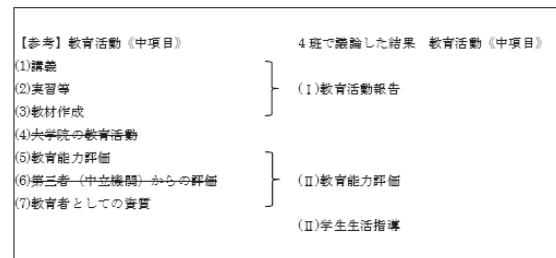 【参考】教育活動《中項目》
(1)講義
(2)実習等
(3)教材作成
(4)大学院の教育活動
(5)教育能力評価
(6)第三者（中立機関）からの評価
(7)教育者としての資質
４班で議論した結果　教育活動《中項目》
(Ⅰ)教育活動報告
(Ⅱ)教育能力評価
(Ⅱ)学生生活指導